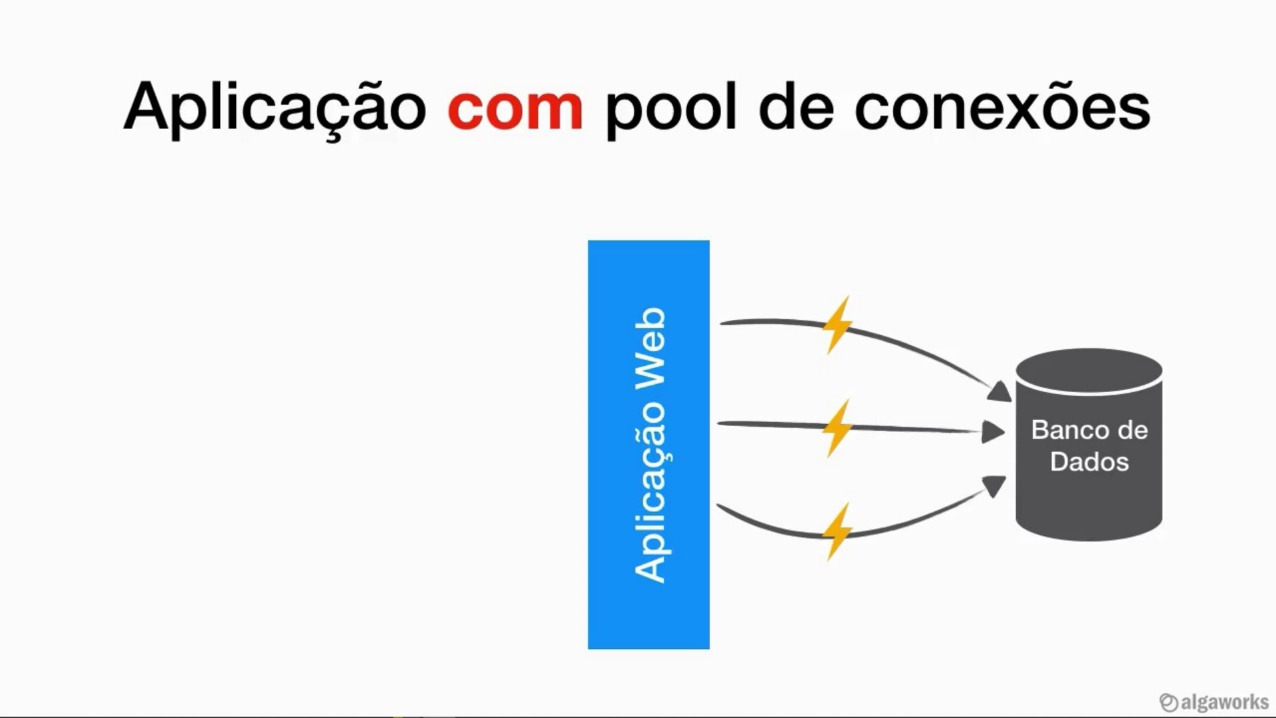 Aplicação com pool de conexões
Aplicação Web
Banco de
Dados
algaworks